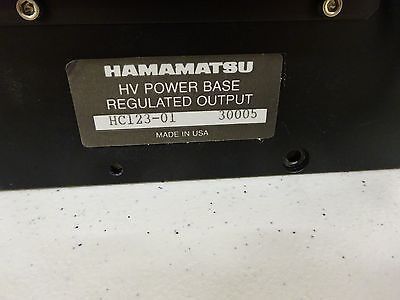 HAMAMATSU
HV POWER BASE
REGULATED OUTPUT
HC123-01 30005
MADE IN USA